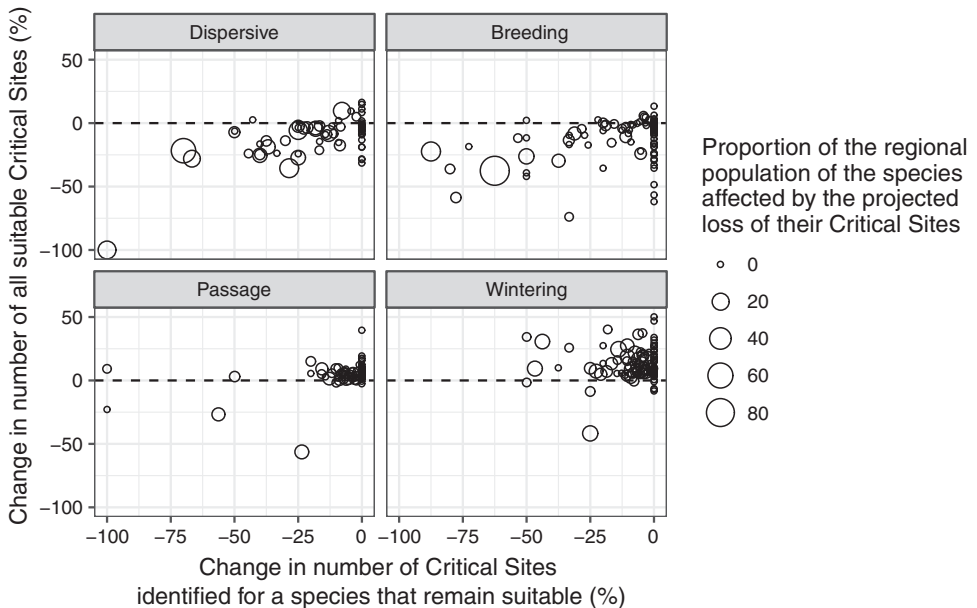 Dispersive
Breeding
50
0
−50
−100
Passage
Wintering
50
0
−50
−100
−100
−75
−50
−25
0
−100
−75
−50
−25
0
Change in number of all suitable Critical Sites (%)
Change in number of Critical Sites
identified for a species that remain suitable (%)
Proportion of the regional
population of the species
affected by the projected
loss of their Critical Sites
0
20
40
60
80